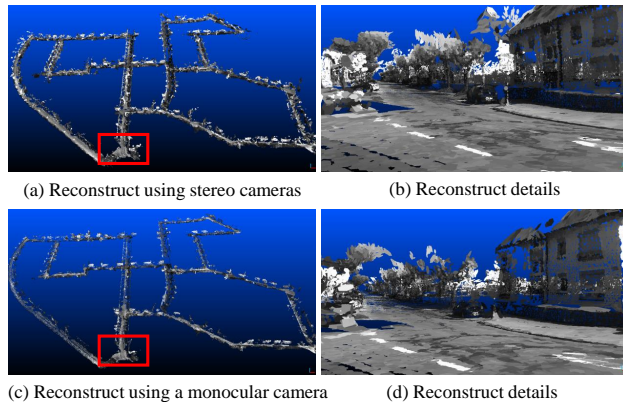 (a) Reconstruct using stereo cameras
(b) Reconstruct details
(c) Reconstruct using a monocular camera
(d) Reconstruct details